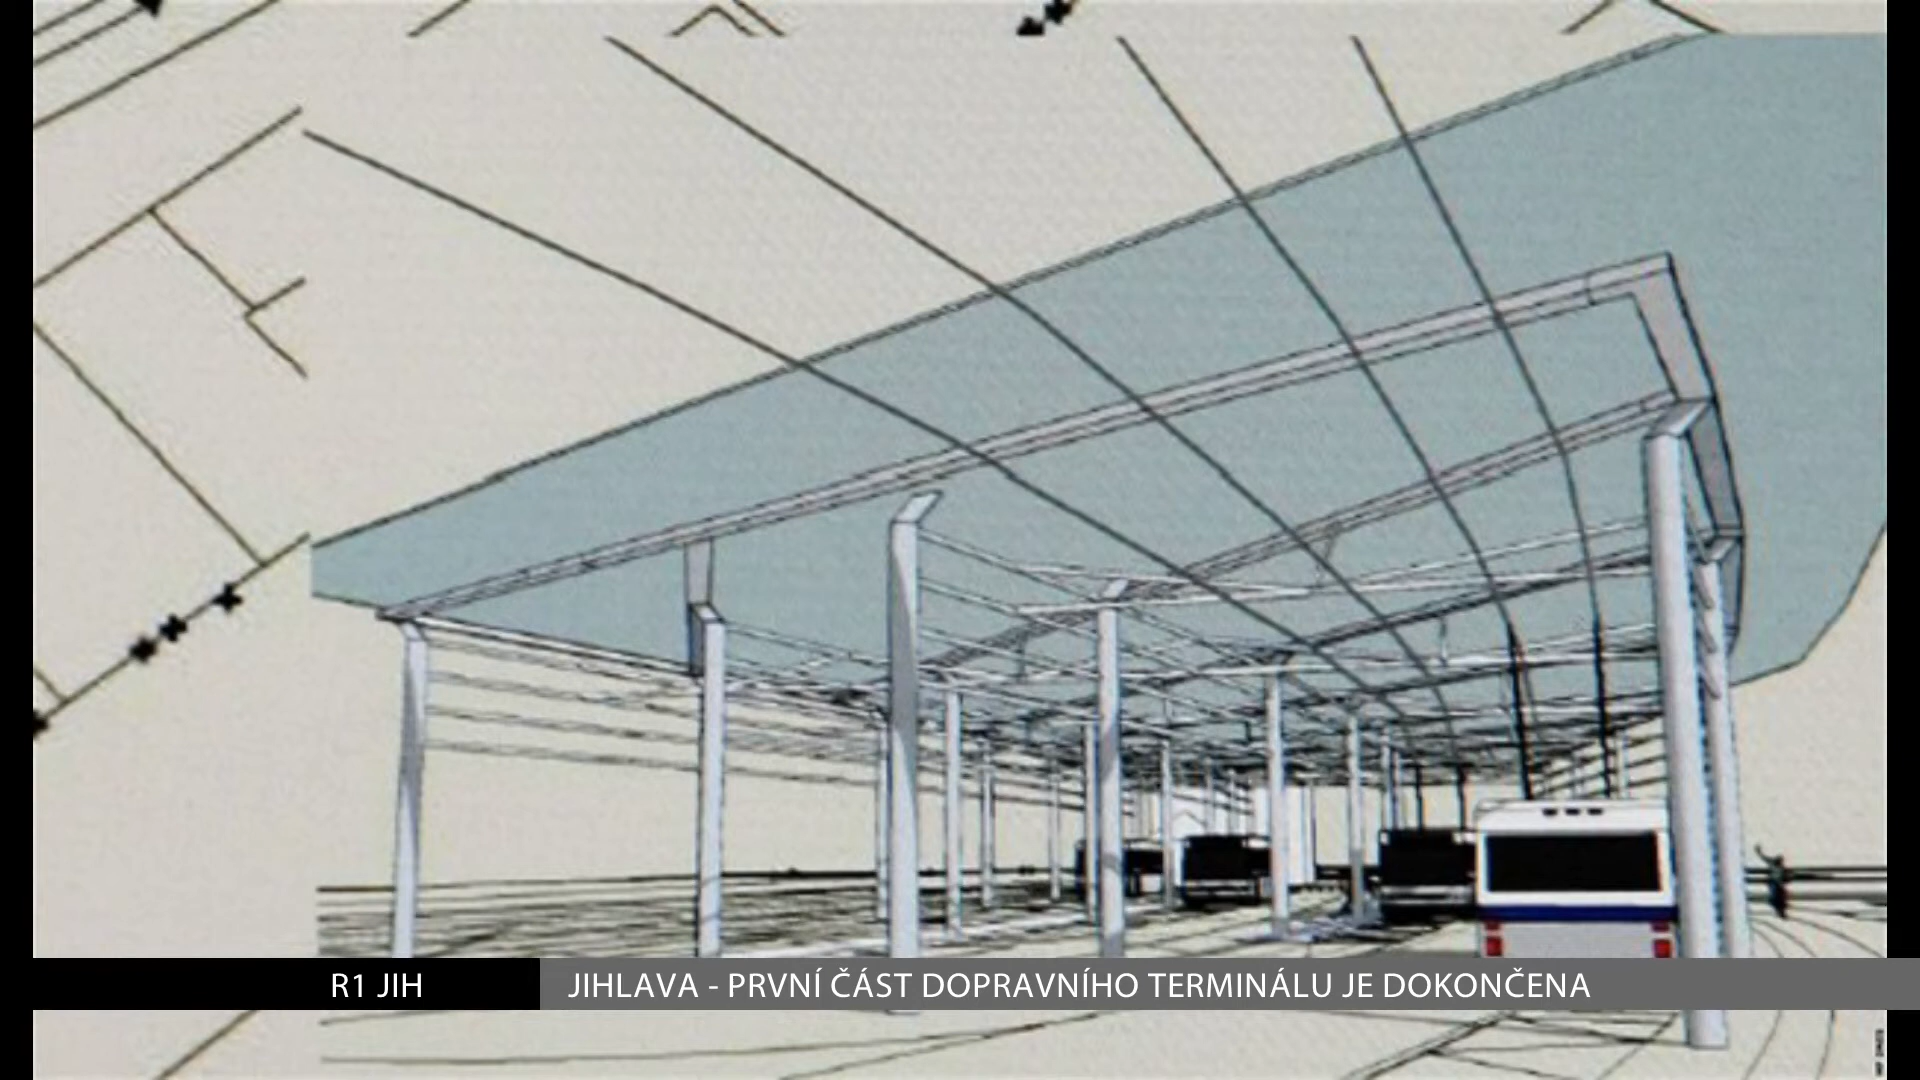 R1 JIH
JIHLAVA - PRVNÍ ČÁST DOPRAVNÍHO TERMINÁLU JE DOKONČENA